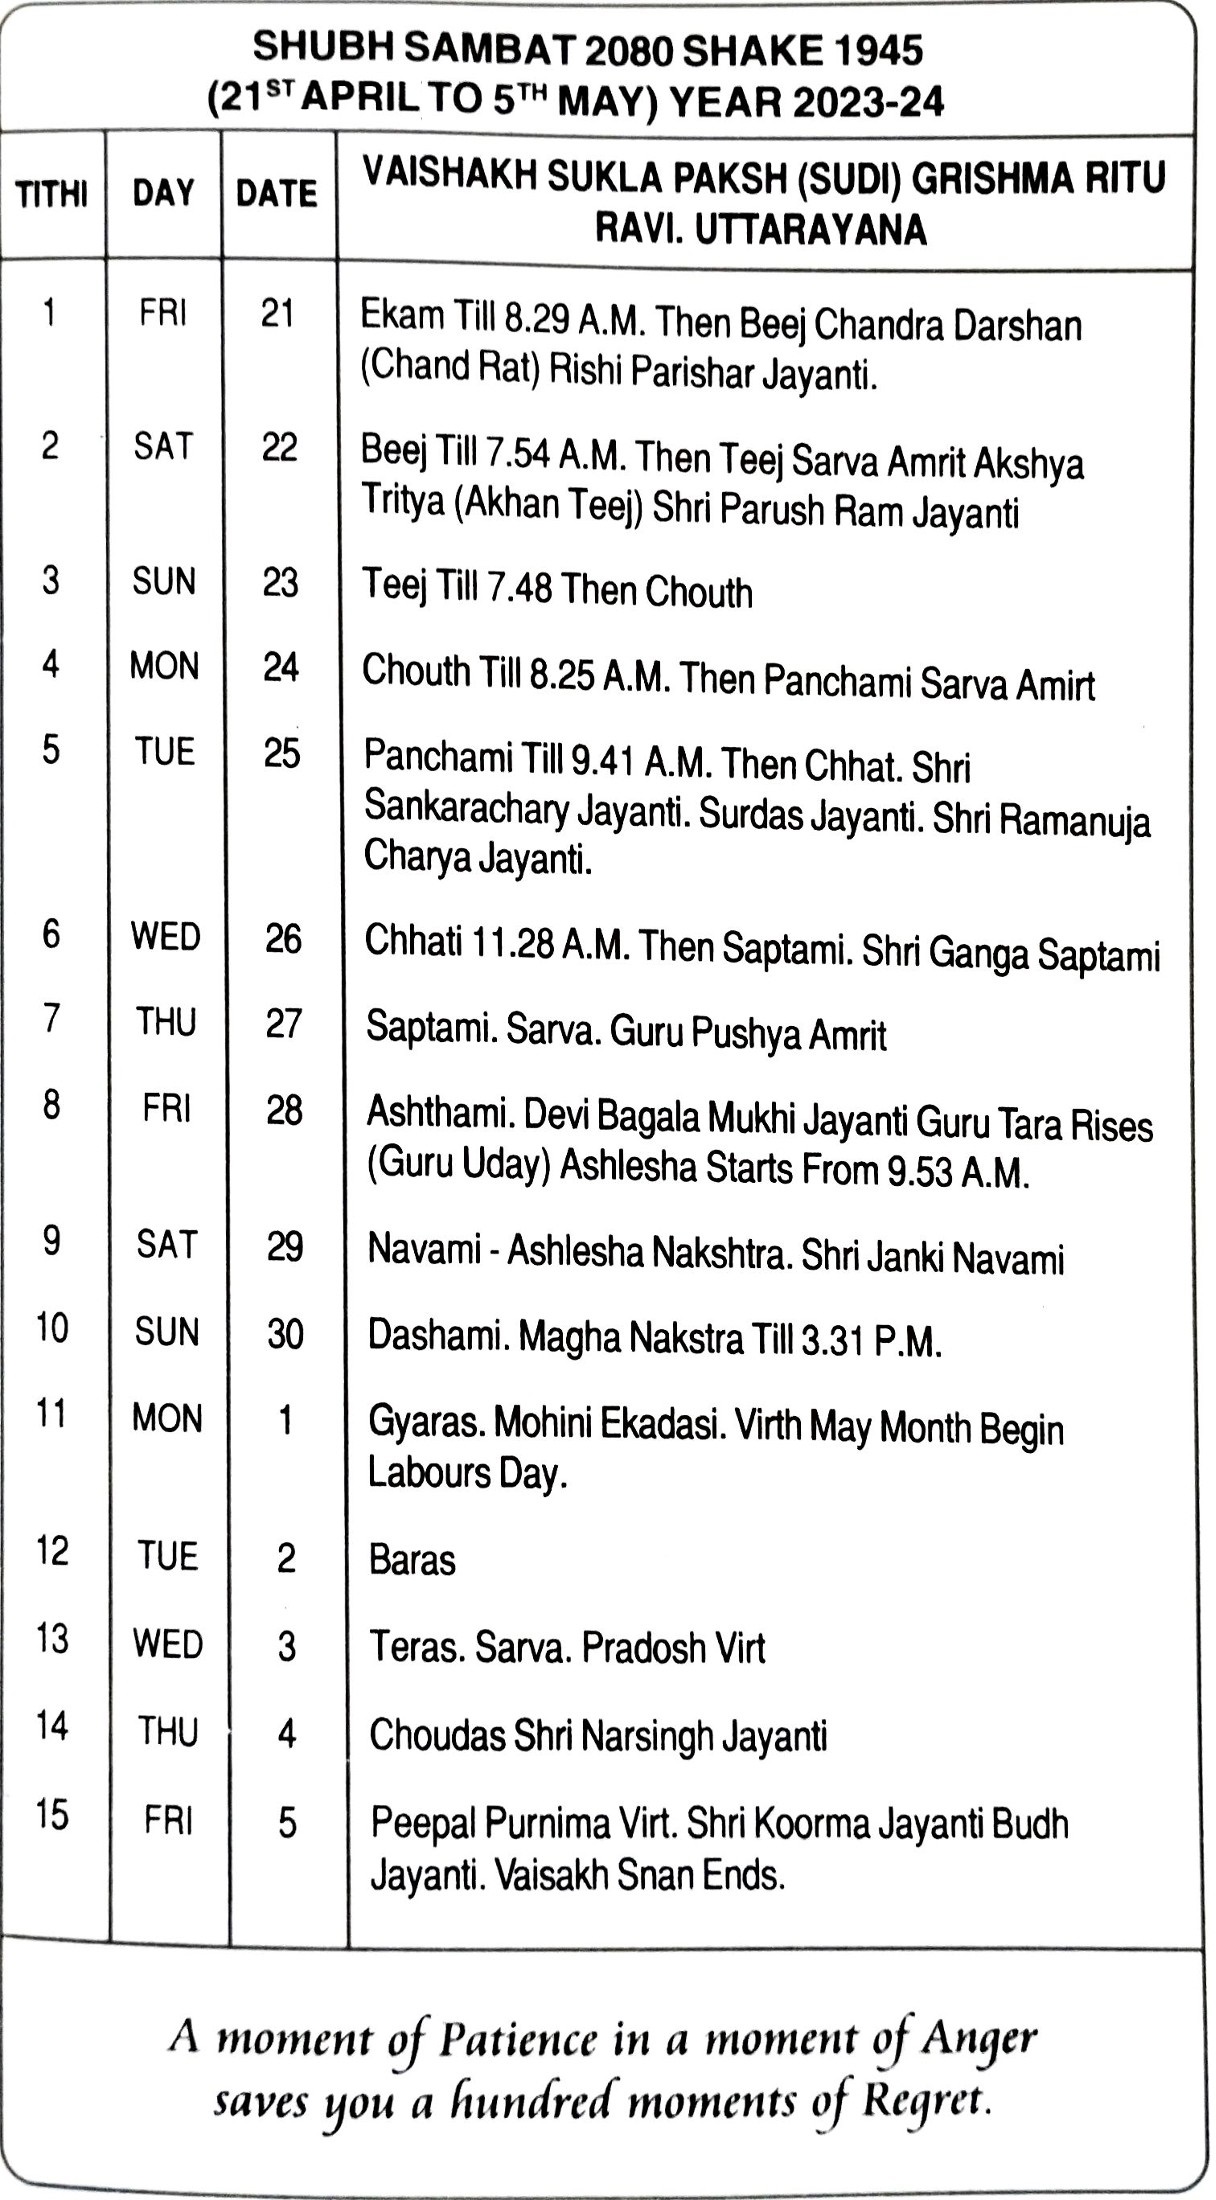 SHUBH SAMBAT 2080 SHAKE 1945
(21ST APRIL TO 5TH MAY) YEAR 2023-24
TITHI DAY DATE VAISHAKH SUKLA PAKSH (SUDI) GRISHMA RITU
RAVI. UTTARAYANA
1 FRI 21 Ekam Till 8.29 A.M. Then Beej Chandra Darshan
(Chand Rat) Rishi Parishar Jayanti.
2 SAT 22 Beej Till 7.54 A.M. Then Teej Sarva Amrit Akshya
Tritya (Akhan Teej) Shri Parush Ram Jayanti
3 SUN 23 Teej Till 7.48 Then Chouth
4 MON 24 Chouth Till 8.25 A.M. Then Panchami Sarva Amirt
5 TUE 25 Panchami Till 9.41 A.M. Then Chhat. Shri
Sankarachary Jayanti. Surdas Jayanti. Shri Ramanuja
Charya Jayanti.
6 WED 26 Chhati 11.28 A.M. Then Saptami. Shri Ganga Saptami
7 THU 27 Saptami. Sarva. Guru Pushya Amrit
8 FRI 28 Ashthami. Devi Bagala Mukhi Jayanti Guru Tara Rises
(Guru Uday) Ashlesha Starts From 9.53 A.M.
9 SAT 29 Navami - Ashlesha Nakshtra. Shri Janki Navami
10 SUN 30 Dashami. Magha Nakstra Till 3.31 P.M.
11 MON 1 Gyaras. Mohini Ekadasi. Virth May Month Begin
Labours Day.
12 TUE 2 Baras
13 WED 3 Teras. Sarva. Pradosh Virt
14 THU 4 Choudas Shri Narsingh Jayanti
15 FRI 5 Peepal Purnima Virt. Shri Koorma Jayanti Budh
Jayanti. Vaisakh Snan Ends.
A moment of Patience in a moment of Anger
saves you a hundred moments of Regret.